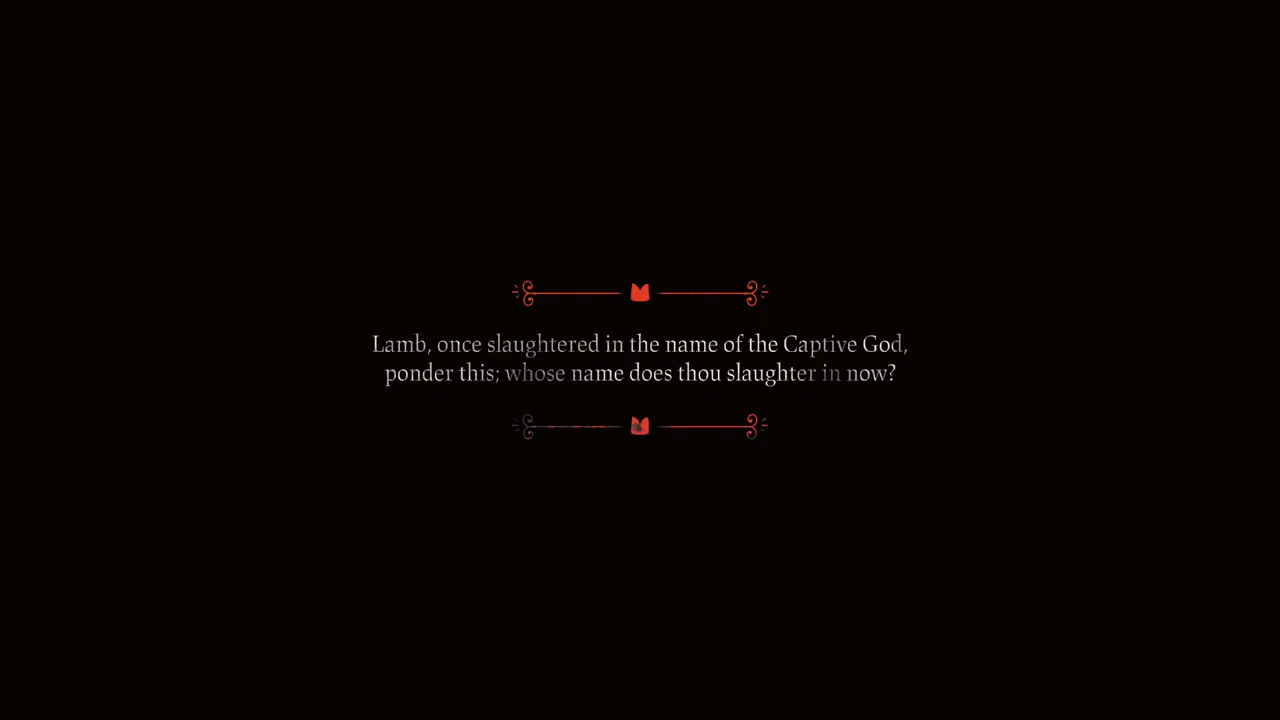 Lamb, once slaughtered in the name of the Captive God,
ponder this; whose name does thou slaughter in now?